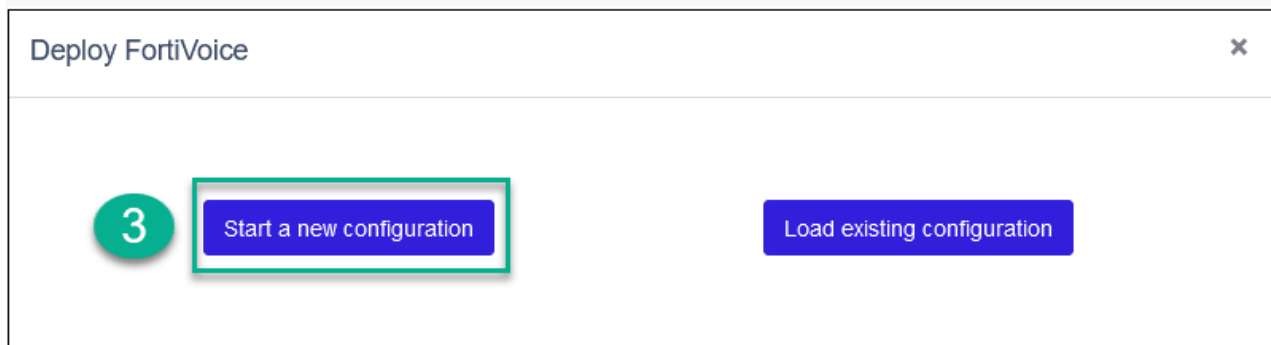 Deploy FortiVoice ×
3 Start a new configuration Load existing configuration